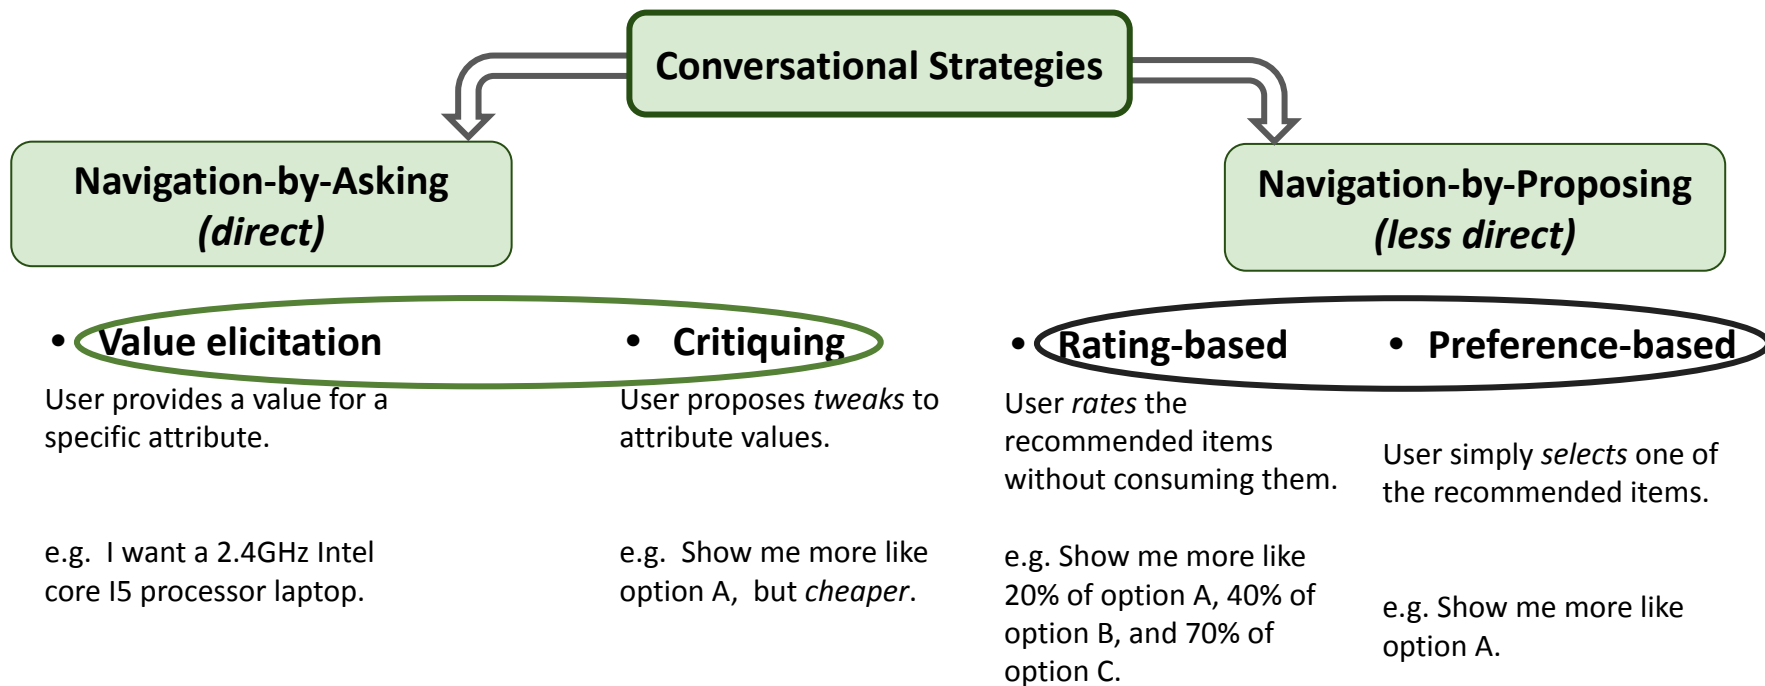 Conversational Strategies
Navigation-by-Asking
(direct)
Navigation-by-Proposing
(less direct)
• Value elicitation
User provides a value for a
specific attribute.
e.g. I want a 2.4GHz Intel
core I5 processor laptop.
• Critiquing
User proposes tweaks to
attribute values.
e.g. Show me more like
option A, but cheaper.
• Rating-based
User rates the
recommended items
without consuming them.
e.g. Show me more like
20% of option A, 40% of
option B, and 70% of
option C.
• Preference-based
User simply selects one of
the recommended items.
e.g. Show me more like
option A.